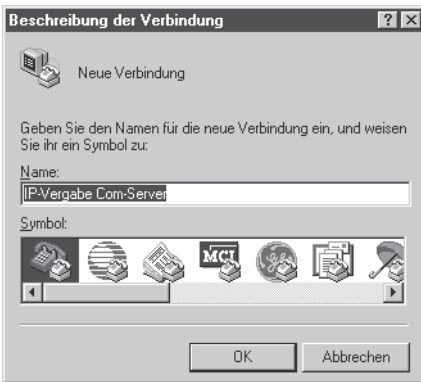 Beschreibung der Verbindung
Neue Verbindung
Geben Sie den Namen für die neue Verbindung ein, und weisen
Sie ihr ein Symbol zu:
Name:
IP-Vergabe Com-Server
Symbol:
MCI
OK
Abbrechen